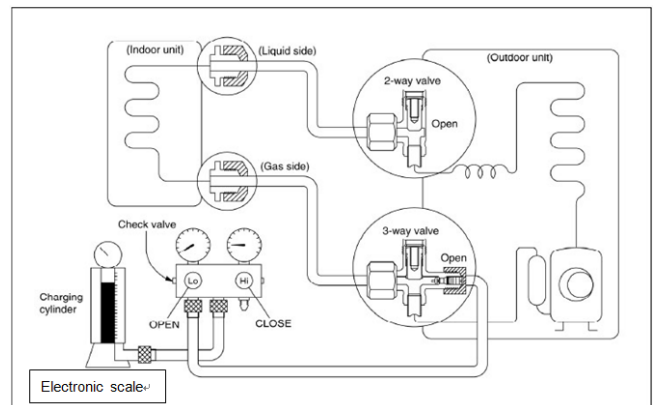 (Indoor unit)
(Liquid side)
(Outdoor unit)
2-way valve
Open
(Gas side)
Check valve
3-way valve
Open
Lo
Hi
Charging
cylinder
OPEN
CLOSE
Electronic scale↵